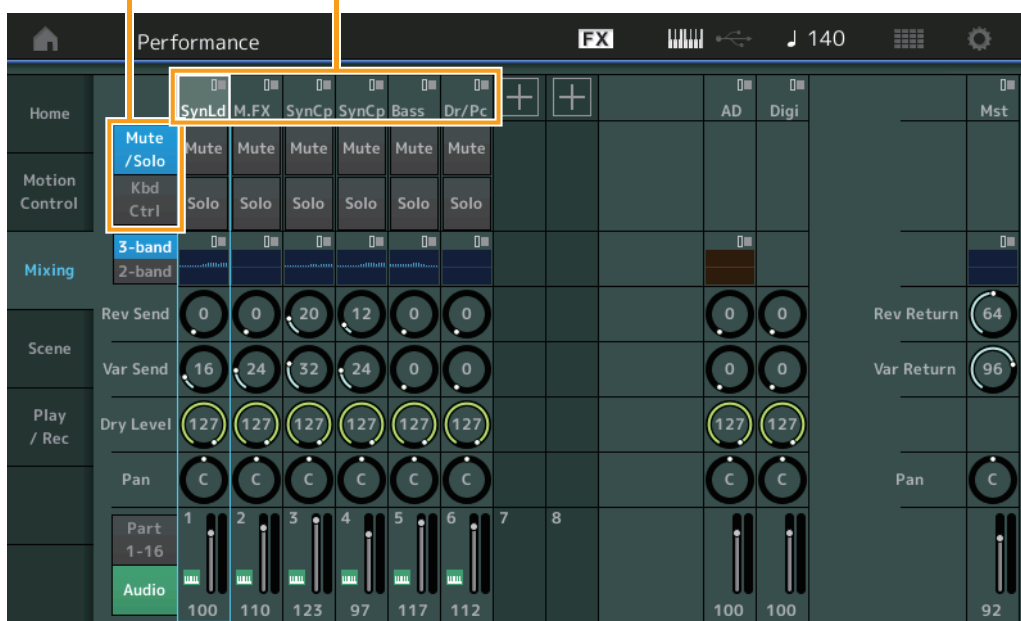 Performance FX 140
Home SynLd M.FX SynCp SynCp Bass Dr/Pc AD Digi Mst
Mute Mute Mute Mute Mute Mute Mute
/Solo
Motion Kbd
Control Ctrl Solo Solo Solo Solo Solo Solo
3-band
Mixing 2-band
Rev Send 0 0 20 12 0 0 0 0 Rev Return 64
Scene
Var Send 16 24 32 24 0 0 0 0 Var Return 96
Play
/ Rec Dry Level 127 127 127 127 127 127 127 127
Pan C C C C C C C C Pan C
Part 1 2 3 4 5 6 7 8
1-16
Audio
100 110 123 97 117 112 100 100 92